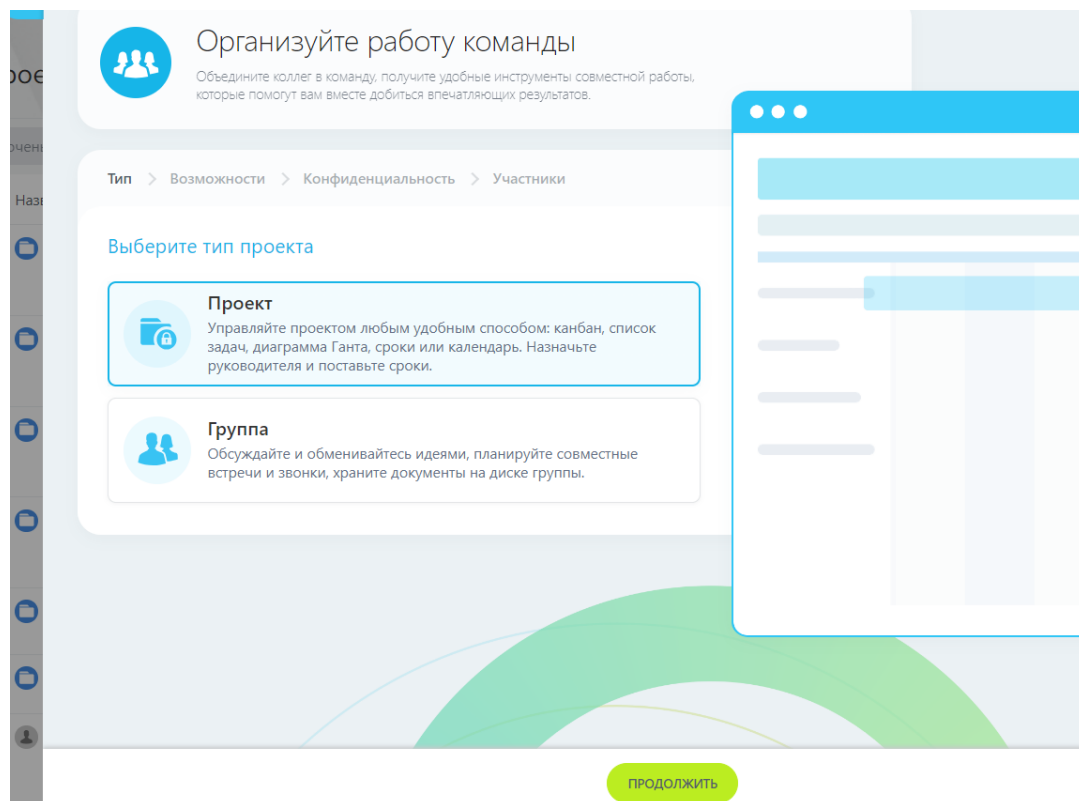 Организуйте работу команды
Объедините коллег в команду, получите удобные инструменты совместной работы,
которые помогут вам вместе добиться впечатляющих результатов.
Тип
Возможности
Конфиденциальность
Участники
Выберите тип проекта
Проект
Управляйте проектом любым удобным способом: канбан, список
задач, диаграмма Ганта, сроки или календарь. Назначьте
руководителя и поставьте сроки.
Группа
Обсуждайте и обменивайтесь идеями, планируйте совместные
встречи и звонки, храните документы на диске группы.
ПРОДОЛЖИТЬ